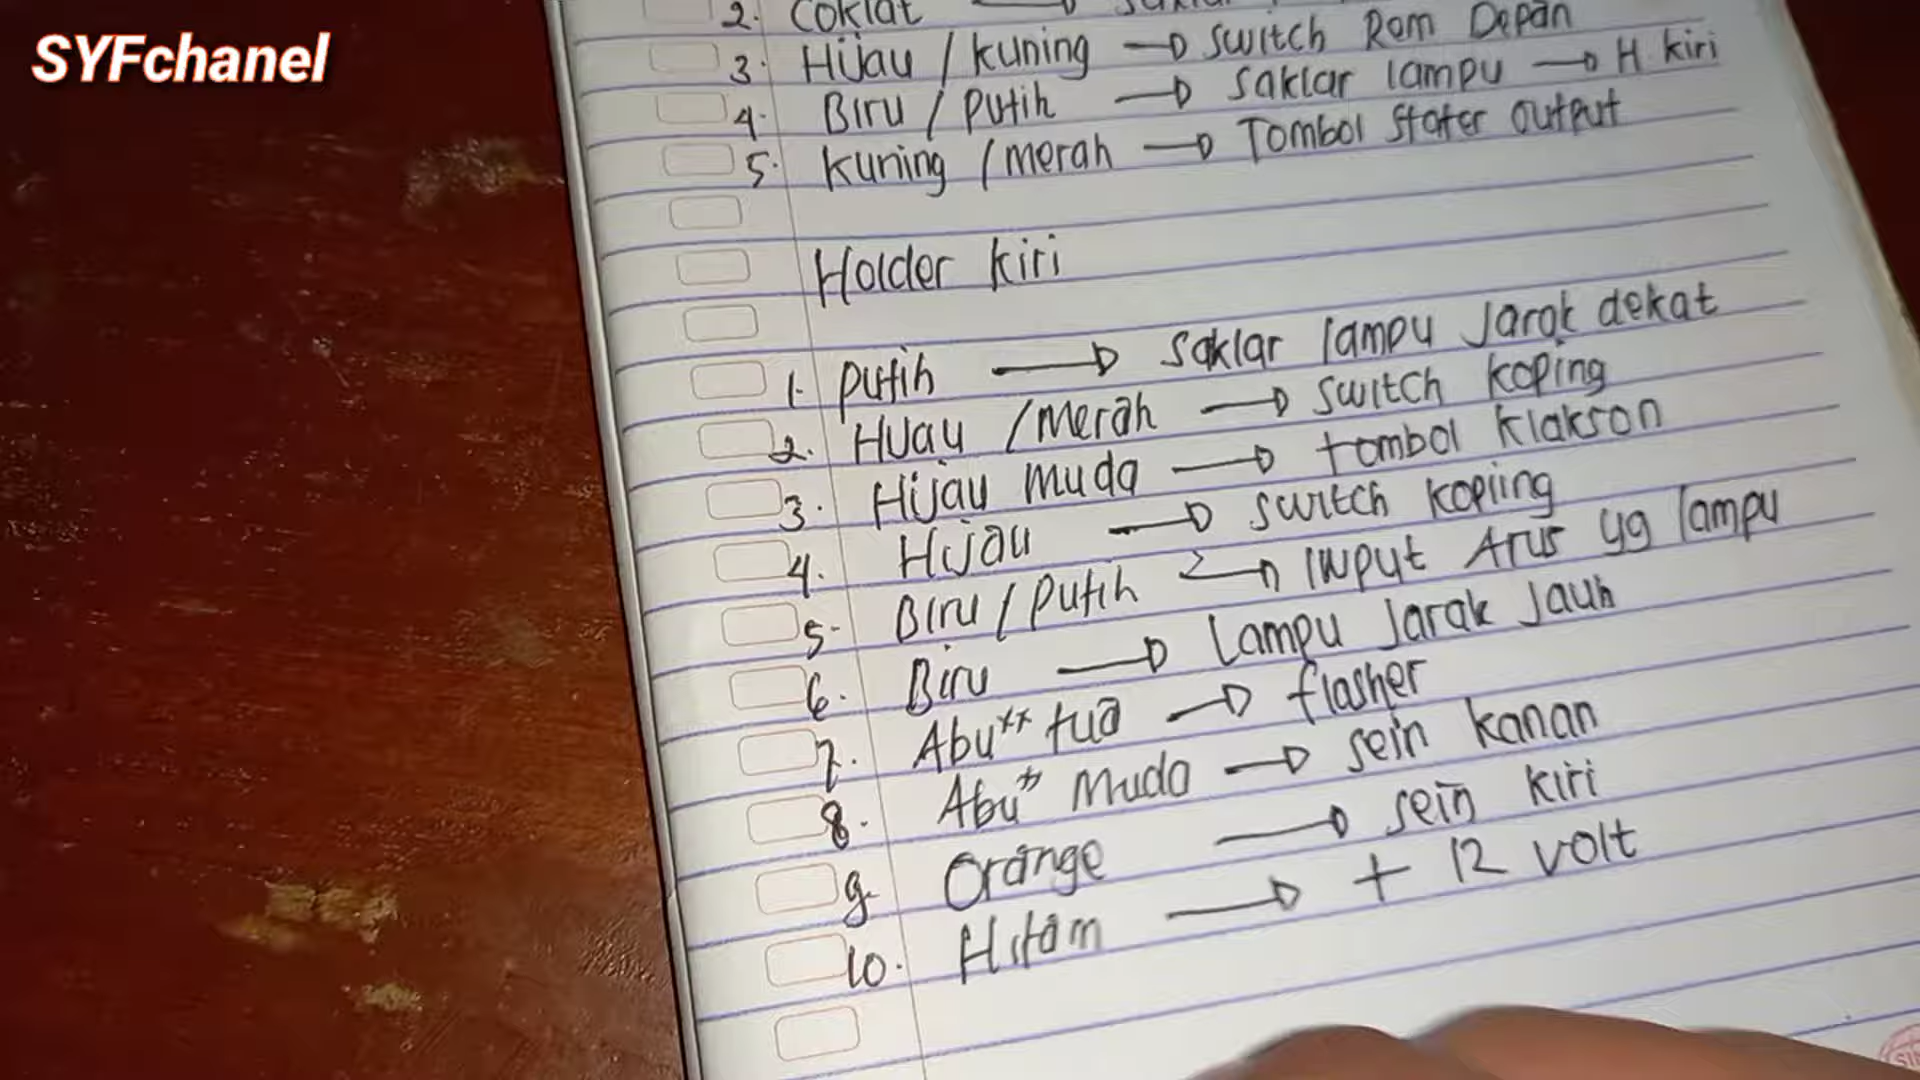 SYFchanel
2. Coklat
3. Hijau / kuning → switch Rem Depan
4. Biru / putih → saklar lampu → H. kiri
5. kuning / merah → Tombol stater output
Holder kiri
1. putih → saklar lampu Jarak dekat
2. Hijau / merah → switch koping
3. Hijau muda → tombol klakson
4. Hijau → switch kopiing
5. Biru / putih → input Arus yg lampu
6. Biru → lampu Jarak Jauh
7. Abu" tua → flasher
8. Abu" Muda → sein kanan
9. Orange → sein kiri
10. Hitam → + 12 volt